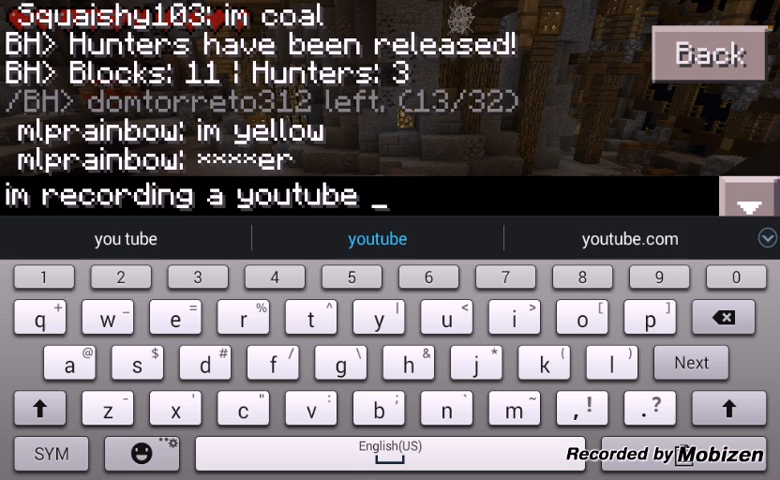 Squaishy103: im coal
BH> Hunters have been released!
Back
BH> Blocks: 11 | Hunters: 3
/BH> domtorreto312 left. (13/32)
mlprainbow: im yellow
mlprainbow: ××××er
im recording a youtube _
you tube youtube youtube.com
1 2 3 4 5 6 7 8 9 0
q + w _ e = r % t ^ y | u < i > o [ p ]
a @ s $ d # f / g \ h & j * k ( l ) Next
z - x ' c " v : b ; n ` m ~ , ! . ?
SYM English(US) Recorded by Mobizen